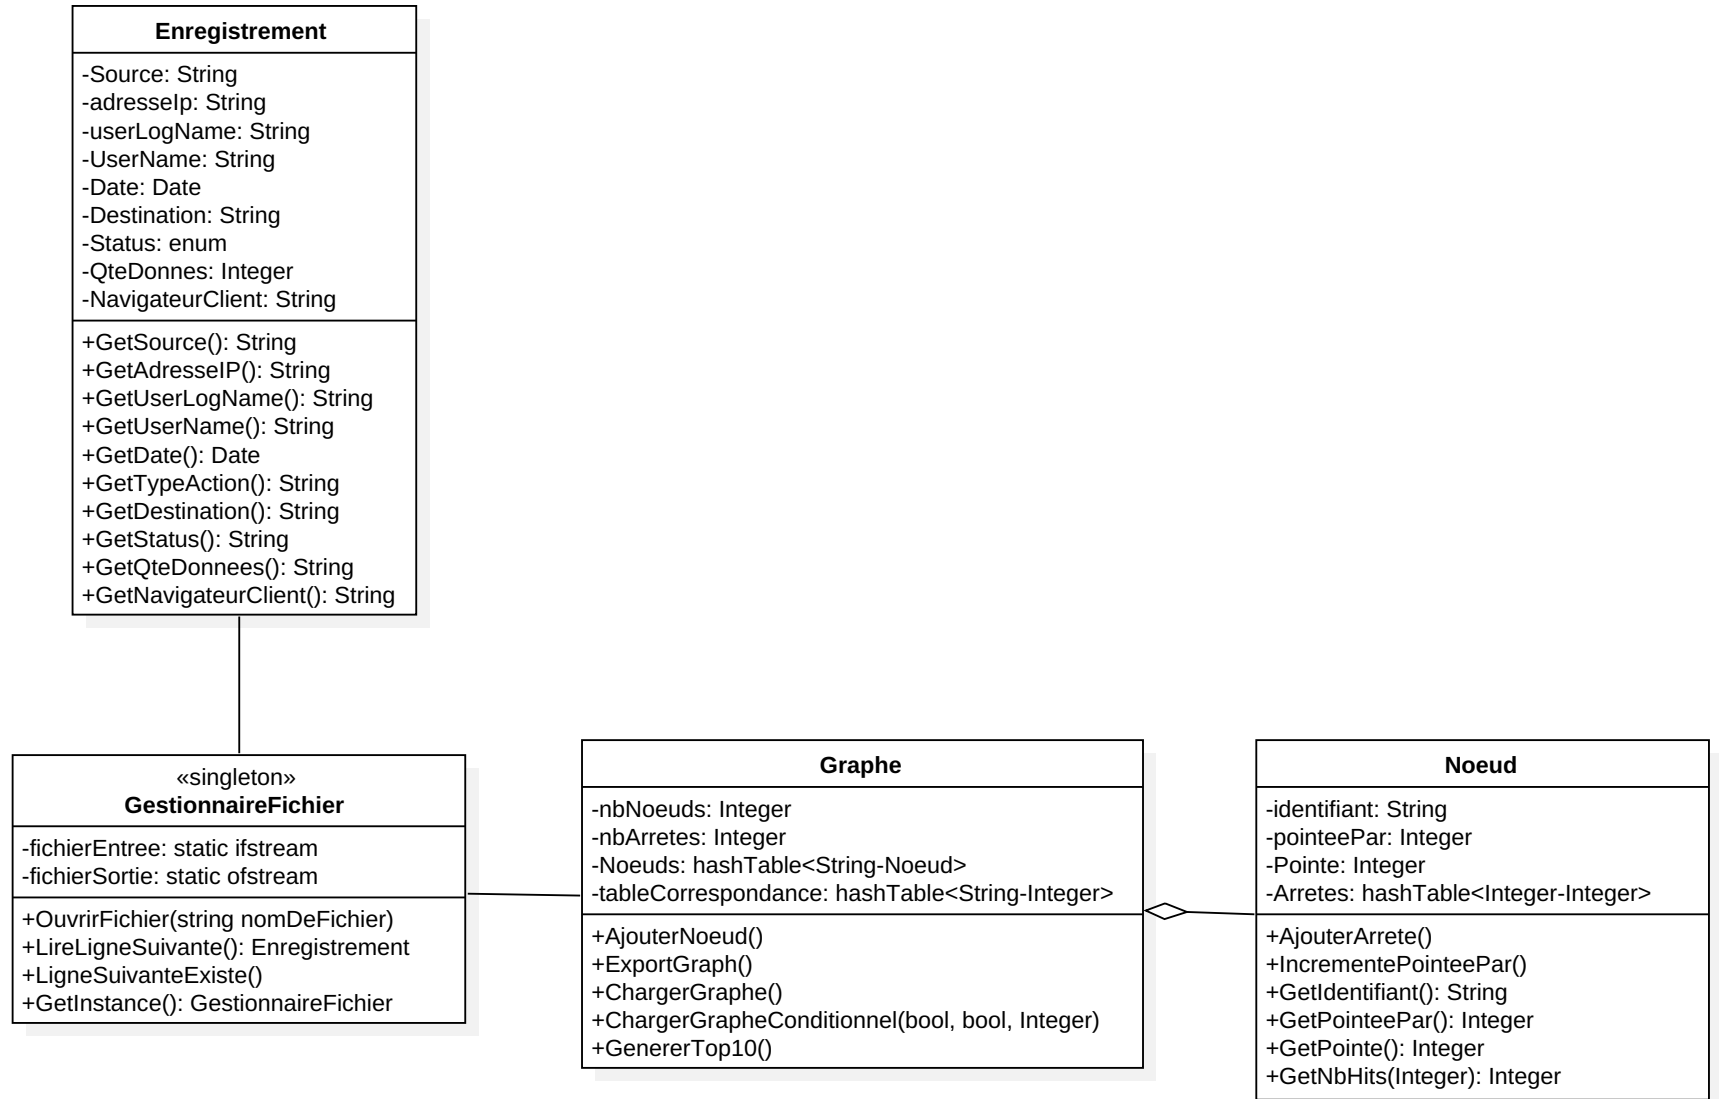 Enregistrement
-Source: String
-adresseIp: String
-userLogName: String
-UserName: String
-Date: Date
-Destination: String
-Status: enum
-QteDonnes: Integer
-NavigateurClient: String
+GetSource(): String
+GetAdresseIP(): String
+GetUserLogName(): String
+GetUserName(): String
+GetDate(): Date
+GetTypeAction(): String
+GetDestination(): String
+GetStatus(): String
+GetQteDonnees(): String
+GetNavigateurClient(): String
«singleton»
GestionnaireFichier
-fichierEntree: static ifstream
-fichierSortie: static ofstream
+OuvrirFichier(string nomDeFichier)
+LireLigneSuivante(): Enregistrement
+LigneSuivanteExiste()
+GetInstance(): GestionnaireFichier
Graphe
-nbNoeuds: Integer
-nbArretes: Integer
-Noeuds: hashTable<String-Noeud>
-tableCorrespondance: hashTable<String-Integer>
+AjouterNoeud()
+ExportGraph()
+ChargerGraphe()
+ChargerGrapheConditionnel(bool, bool, Integer)
+GenererTop10()
Noeud
-identifiant: String
-pointeePar: Integer
-Pointe: Integer
-Arretes: hashTable<Integer-Integer>
+AjouterArrete()
+IncrementePointeePar()
+GetIdentifiant(): String
+GetPointeePar(): Integer
+GetPointe(): Integer
+GetNbHits(Integer): Integer